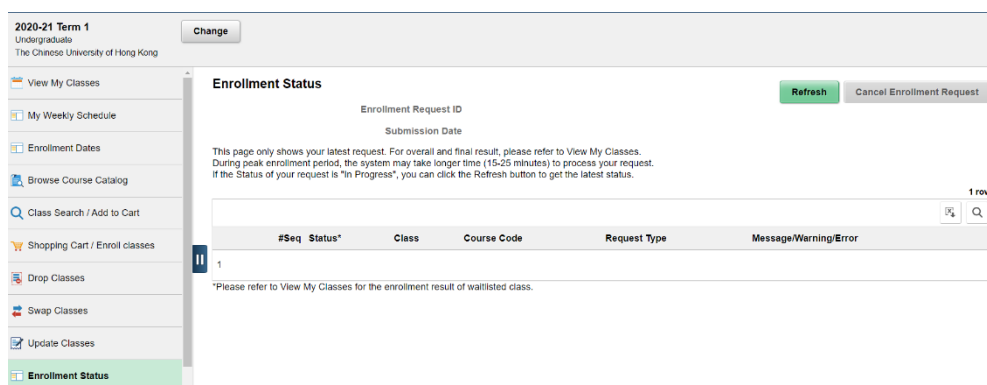 2020-21 Term 1
Undergraduate
The Chinese University of Hong Kong
Change
View My Classes
My Weekly Schedule
Enrollment Dates
Browse Course Catalog
Class Search / Add to Cart
Shopping Cart / Enroll classes
Drop Classes
Swap Classes
Update Classes
Enrollment Status
Enrollment Status
Refresh
Cancel Enrollment Request
Enrollment Request ID
Submission Date
This page only shows your latest request. For overall and final result, please refer to View My Classes.
During peak enrollment period, the system may take longer time (15-25 minutes) to process your request.
If the Status of your request is "In Progress", you can click the Refresh button to get the latest status.
1 row
#Seq Status* Class Course Code Request Type Message/Warning/Error
1
*Please refer to View My Classes for the enrollment result of waitlisted class.